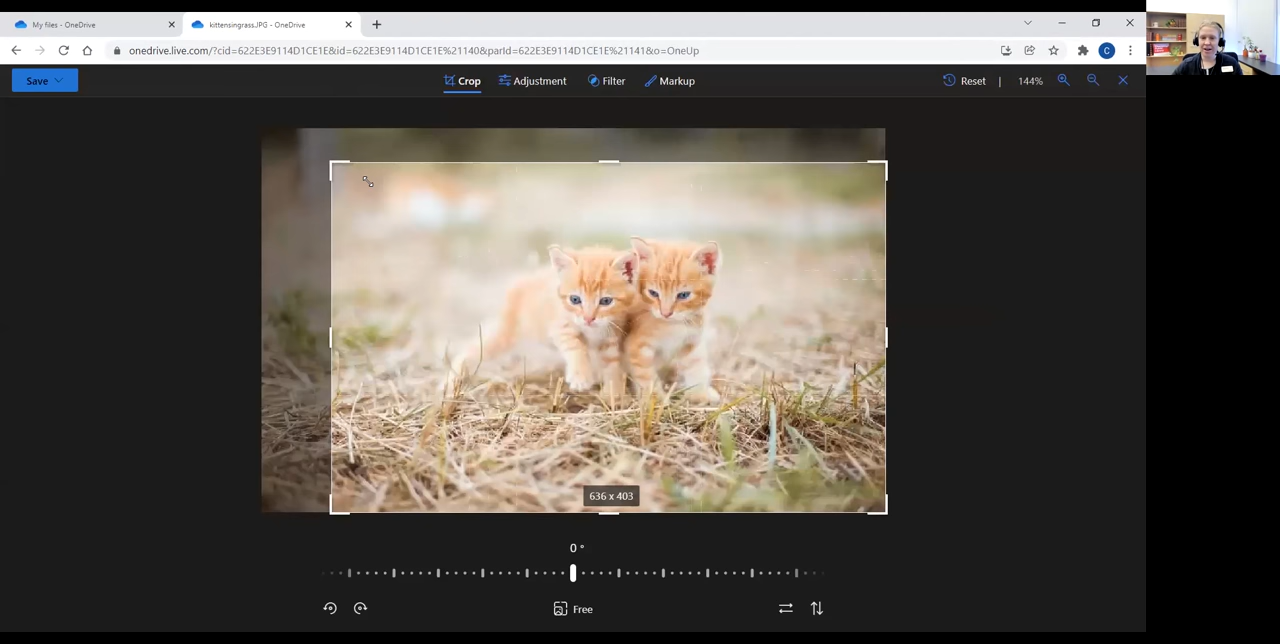 My files - OneDrive
kittensingrass.JPG - OneDrive
onedrive.live.com/?cid=622E3E9114D1CE1E&id=622E3E9114D1CE1E%21140&parId=622E3E9114D1CE1E%21141&o=OneUp
C
Save
Crop
Adjustment
Filter
Markup
Reset
144%
636 x 403
0 °
Free